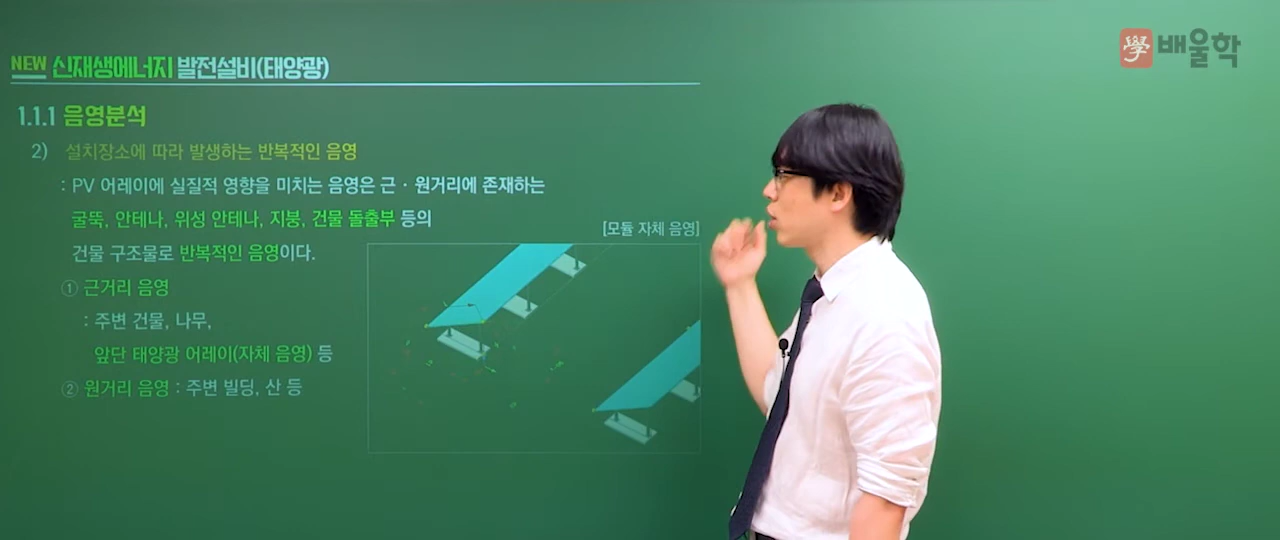 學 배울학
NEW 신재생에너지 발전설비(태양광)
1.1.1 음영분석
2) 설치장소에 따라 발생하는 반복적인 음영
: PV 어레이에 실질적 영향을 미치는 음영은 근 · 원거리에 존재하는
굴뚝, 안테나, 위성 안테나, 지붕, 건물 돌출부 등의
건물 구조물로 반복적인 음영이다.
[모듈 자체 음영]
① 근거리 음영
: 주변 건물, 나무,
앞단 태양광 어레이(자체 음영) 등
② 원거리 음영 : 주변 빌딩, 산 등